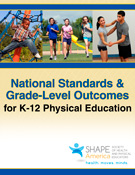 National Standards &
Grade-Level Outcomes
for K-12 Physical Education
SHAPE
America
SOCIETY
OF HEALTH
AND PHYSICAL
EDUCATORS
health. moves. minds.